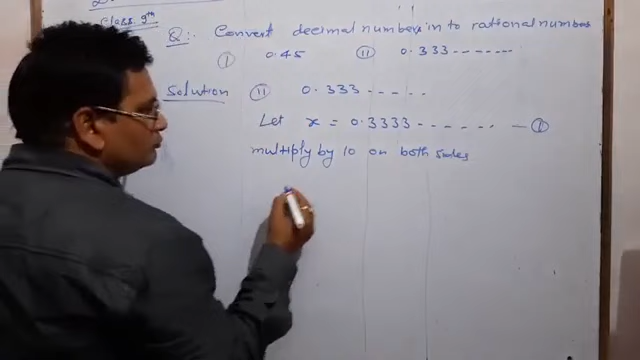 Class 9th
Q:. Convert decimal numbers in to rational number
(i) 0.45 (ii) 0.333-------
Solution (ii) 0.333-----
Let x = 0.3333------- —(1)
multiply by 10 on both sides